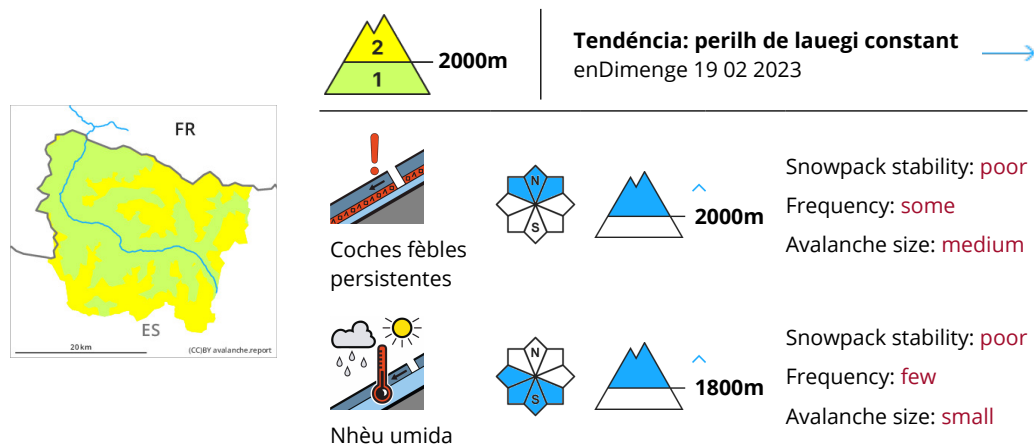 2
1
2000m
Tendéncia: perilh de lauegi constant
enDimenge 19 02 2023
FR
ES
20 km
(CC)BY avalanche.report
Coches fèbles
persistentes
N
S
2000m
Snowpack stability: poor
Frequency: some
Avalanche size: medium
Nhèu umida
N
S
1800m
Snowpack stability: poor
Frequency: few
Avalanche size: small